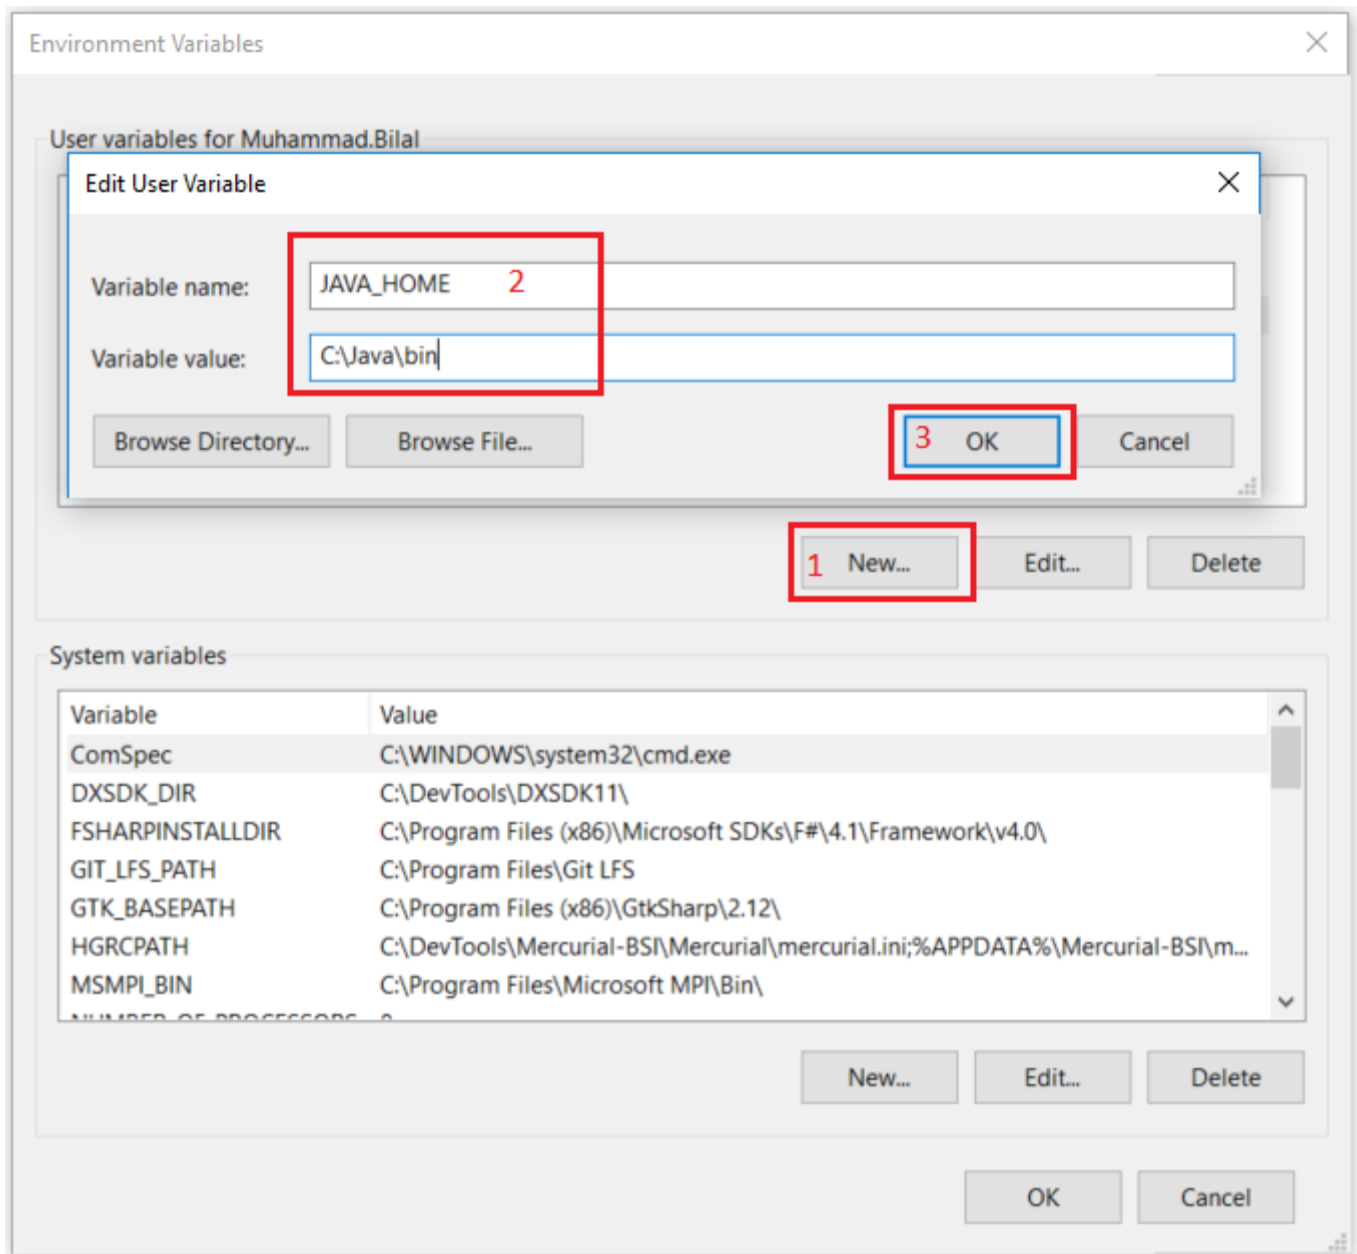 Environment Variables
User variables for Muhammad.Bilal
Edit User Variable
Variable name: JAVA_HOME 2
Variable value: C:\Java\bin
Browse Directory... Browse File... 3 OK Cancel
1 New... Edit... Delete
System variables
Variable Value
ComSpec C:\WINDOWS\system32\cmd.exe
DXSDK_DIR C:\DevTools\DXSDK11\
FSHARPINSTALLDIR C:\Program Files (x86)\Microsoft SDKs\F#\4.1\Framework\v4.0\
GIT_LFS_PATH C:\Program Files\Git LFS
GTK_BASEPATH C:\Program Files (x86)\GtkSharp\2.12\
HGRCPATH C:\DevTools\Mercurial-BSI\Mercurial\mercurial.ini;%APPDATA%\Mercurial-BSI\m...
MSMPI_BIN C:\Program Files\Microsoft MPI\Bin\
NUMBER_OF_PROCESSORS
New... Edit... Delete
OK Cancel